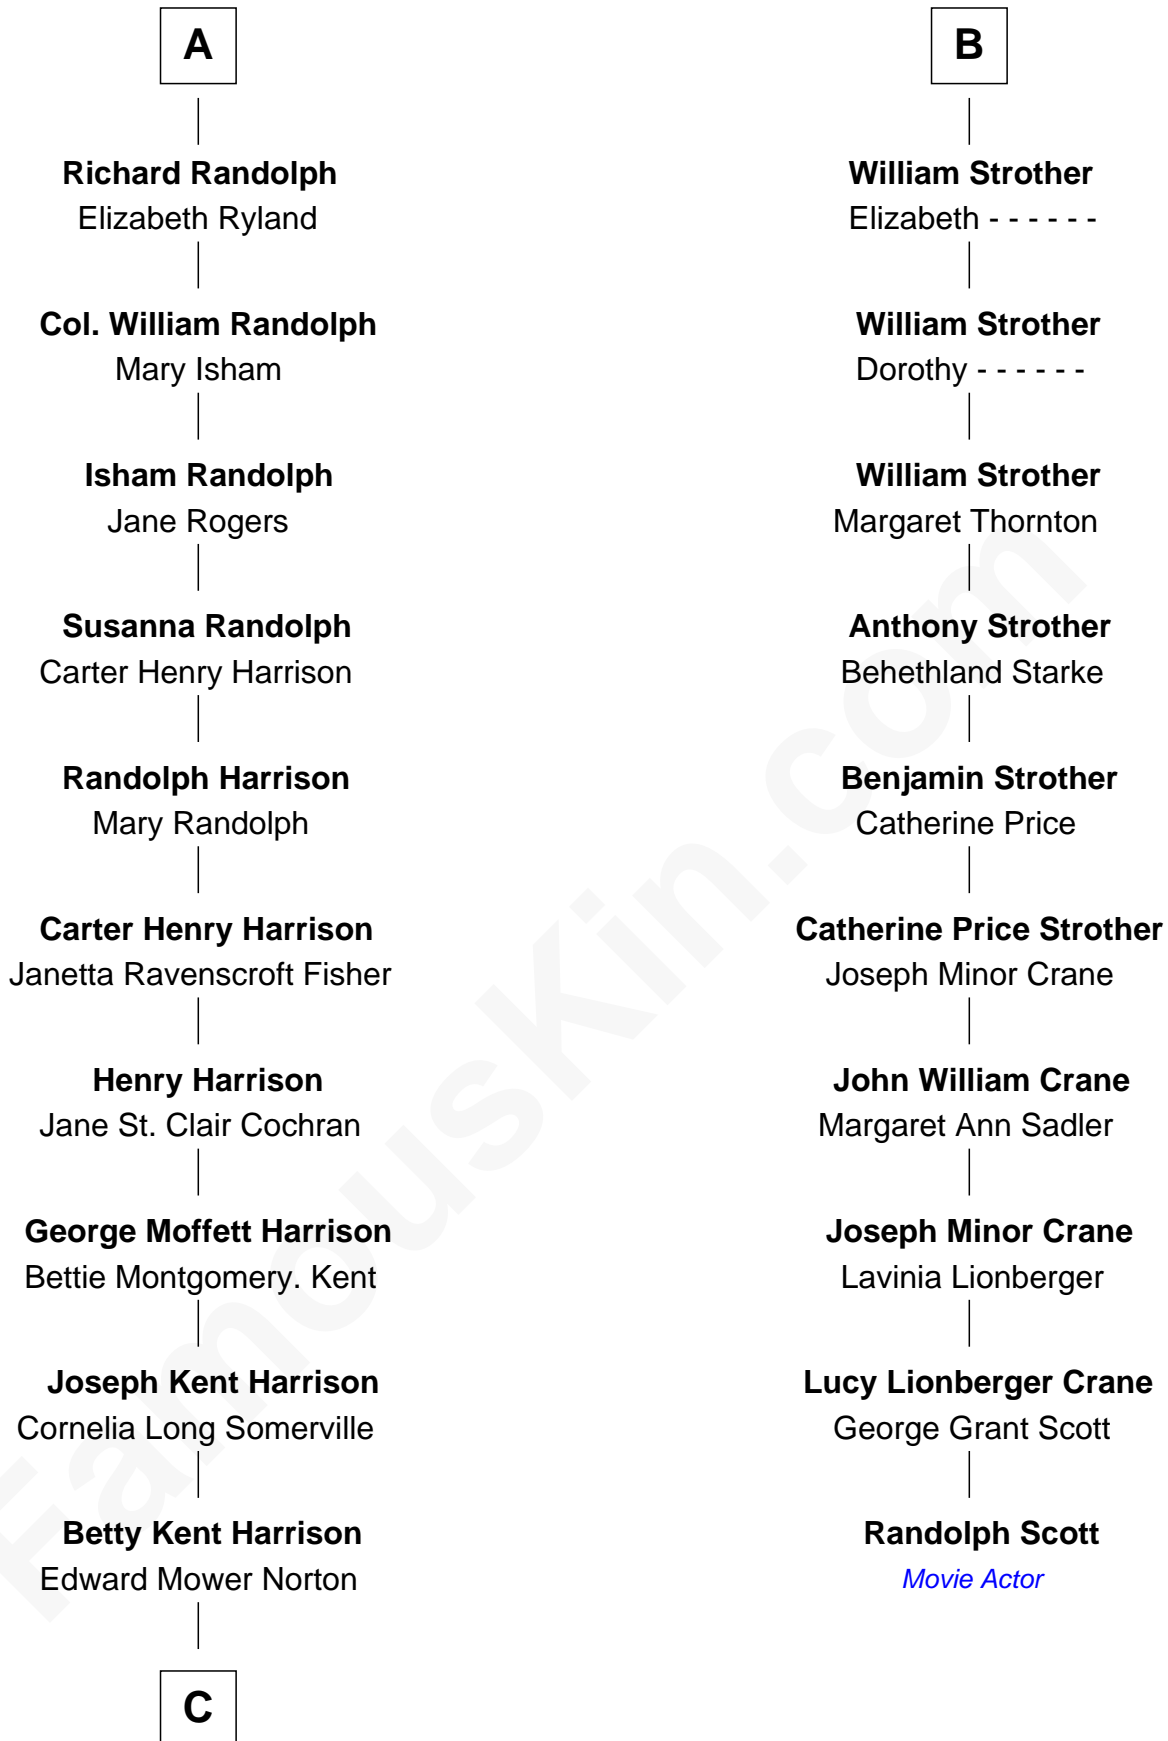 A
Richard Randolph
Elizabeth Ryland
Col. William Randolph
Mary Isham
Isham Randolph
Jane Rogers
Susanna Randolph
Carter Henry Harrison
Randolph Harrison
Mary Randolph
Carter Henry Harrison
Janetta Ravenscroft Fisher
Henry Harrison
Jane St. Clair Cochran
George Moffett Harrison
Bettie Montgomery. Kent
Joseph Kent Harrison
Cornelia Long Somerville
Betty Kent Harrison
Edward Mower Norton
C
B
William Strother
Elizabeth - - - - - -
William Strother
Dorothy - - - - - -
William Strother
Margaret Thornton
Anthony Strother
Behethland Starke
Benjamin Strother
Catherine Price
Catherine Price Strother
Joseph Minor Crane
John William Crane
Margaret Ann Sadler
Joseph Minor Crane
Lavinia Lionberger
Lucy Lionberger Crane
George Grant Scott
Randolph Scott
Movie Actor
FamousKin.com